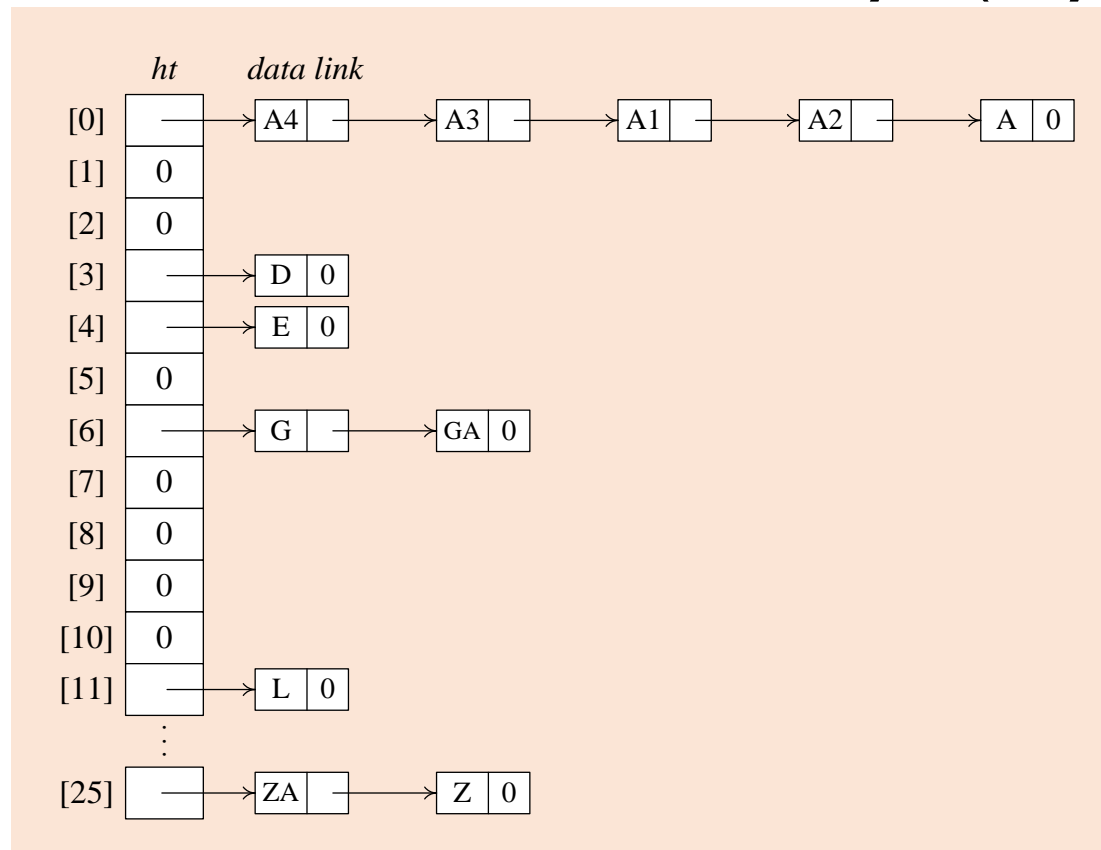 ht data link
[0] A4 A3 A1 A2 A 0
[1] 0
[2] 0
[3] D 0
[4] E 0
[5] 0
[6] G GA 0
[7] 0
[8] 0
[9] 0
[10] 0
[11] L 0
[25] ZA Z 0